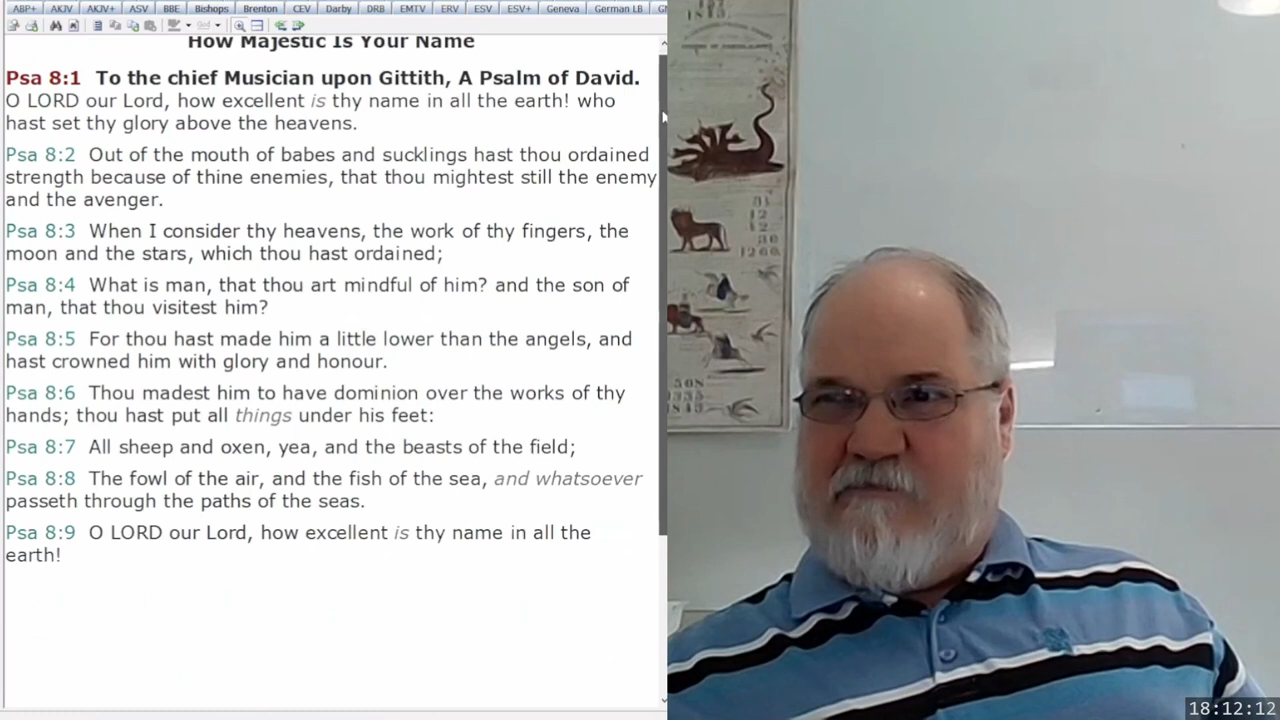 ABP+ AKJV AKJV+ ASV BBE Bishops Brenton CEV Darby DRB EMTV ERV ESV ESV+ Geneva German LB
How Majestic Is Your Name
Psa 8:1 To the chief Musician upon Gittith, A Psalm of David.
O LORD our Lord, how excellent is thy name in all the earth! who
hast set thy glory above the heavens.
Psa 8:2 Out of the mouth of babes and sucklings hast thou ordained
strength because of thine enemies, that thou mightest still the enemy
and the avenger.
Psa 8:3 When I consider thy heavens, the work of thy fingers, the
moon and the stars, which thou hast ordained;
Psa 8:4 What is man, that thou art mindful of him? and the son of
man, that thou visitest him?
Psa 8:5 For thou hast made him a little lower than the angels, and
hast crowned him with glory and honour.
Psa 8:6 Thou madest him to have dominion over the works of thy
hands; thou hast put all things under his feet:
Psa 8:7 All sheep and oxen, yea, and the beasts of the field;
Psa 8:8 The fowl of the air, and the fish of the sea, and whatsoever
passeth through the paths of the seas.
Psa 8:9 O LORD our Lord, how excellent is thy name in all the
earth!
1260
1335
1843
18:12:12